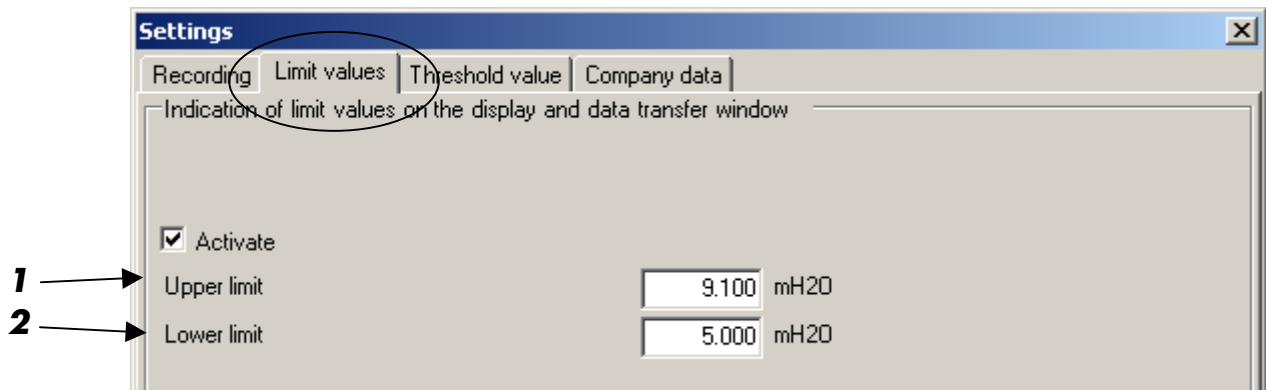 Settings
Recording Limit values Threshold value Company data
Indication of limit values on the display and data transfer window
Activate
1 Upper limit 9.100 mH2O
2 Lower limit 5.000 mH2O